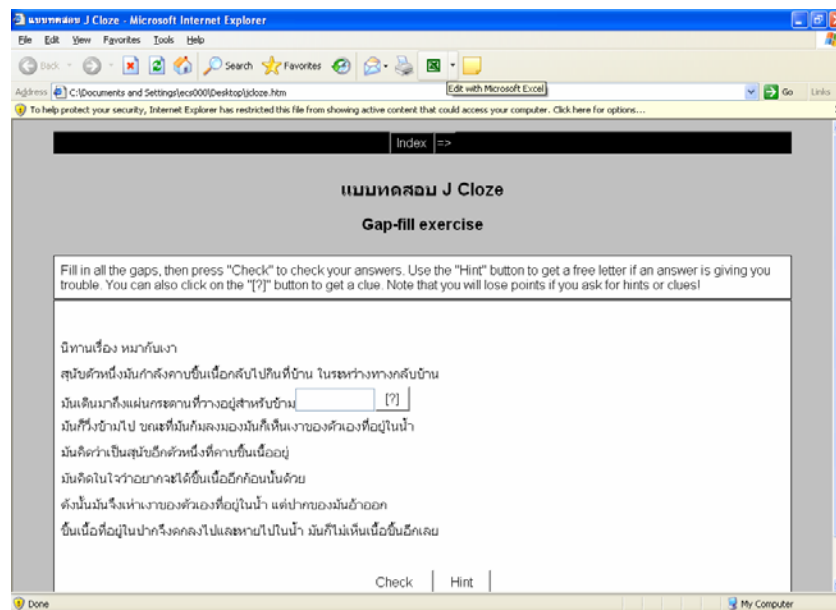 แบบทดสอบ J Cloze - Microsoft Internet Explorer
File Edit View Favorites Tools Help
Back Search Favorites
Address C:\Documents and Settings\ecs000\Desktop\jcloze.htm Go Links
Edit with Microsoft Excel
To help protect your security, Internet Explorer has restricted this file from showing active content that could access your computer. Click here for options...
Index =>
แบบทดสอบ J Cloze
Gap-fill exercise
Fill in all the gaps, then press "Check" to check your answers. Use the "Hint" button to get a free letter if an answer is giving you
trouble. You can also click on the "[?]" button to get a clue. Note that you will lose points if you ask for hints or clues!
นิทานเรื่อง หมากับเงา
สุนัขตัวหนึ่งมันกำลังคาบชิ้นเนื้อกลับไปกินที่บ้าน ในระหว่างทางกลับบ้าน
มันเดินมาถึงแผ่นกระดานที่วางอยู่สำหรับข้าม [?]
มันก็วิ่งข้ามไป ขณะที่มันก้มลงมองมันก็เห็นเงาของตัวเองที่อยู่ในน้ำ
มันคิดว่าเป็นสุนัขอีกตัวหนึ่งที่คาบชิ้นเนื้ออยู่
มันคิดในใจว่าอยากจะได้ชิ้นเนื้ออีกก้อนนั้นด้วย
ดังนั้นมันจึงเห่าเงาของตัวเองที่อยู่ในน้ำ แต่ปากของมันอ้าออก
ชิ้นเนื้อที่อยู่ในปากจึงตกลงไปและหายไปในน้ำ มันก็ไม่เห็นเนื้อชิ้นอีกเลย
Check Hint
Done My Computer